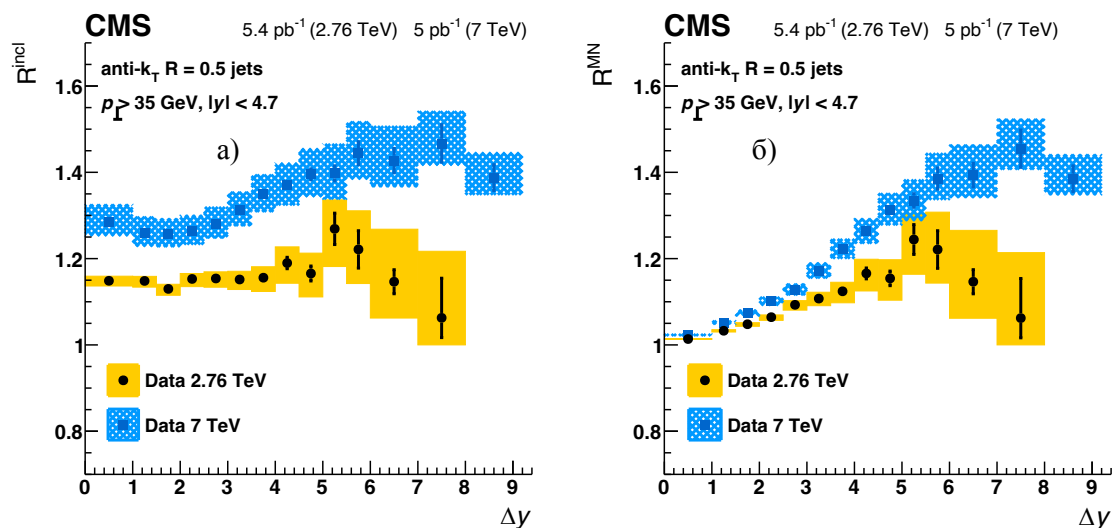 CMS 5.4 pb⁻¹ (2.76 TeV) 5 pb⁻¹ (7 TeV)
R^incl
anti-k_T R = 0.5 jets
p_T > 35 GeV, |y| < 4.7
а)
1.6
1.4
1.2
1
0.8
Data 2.76 TeV
Data 7 TeV
0 1 2 3 4 5 6 7 8 9
Δy
CMS 5.4 pb⁻¹ (2.76 TeV) 5 pb⁻¹ (7 TeV)
R^MN
anti-k_T R = 0.5 jets
p_T > 35 GeV, |y| < 4.7
б)
1.6
1.4
1.2
1
0.8
Data 2.76 TeV
Data 7 TeV
0 1 2 3 4 5 6 7 8 9
Δy